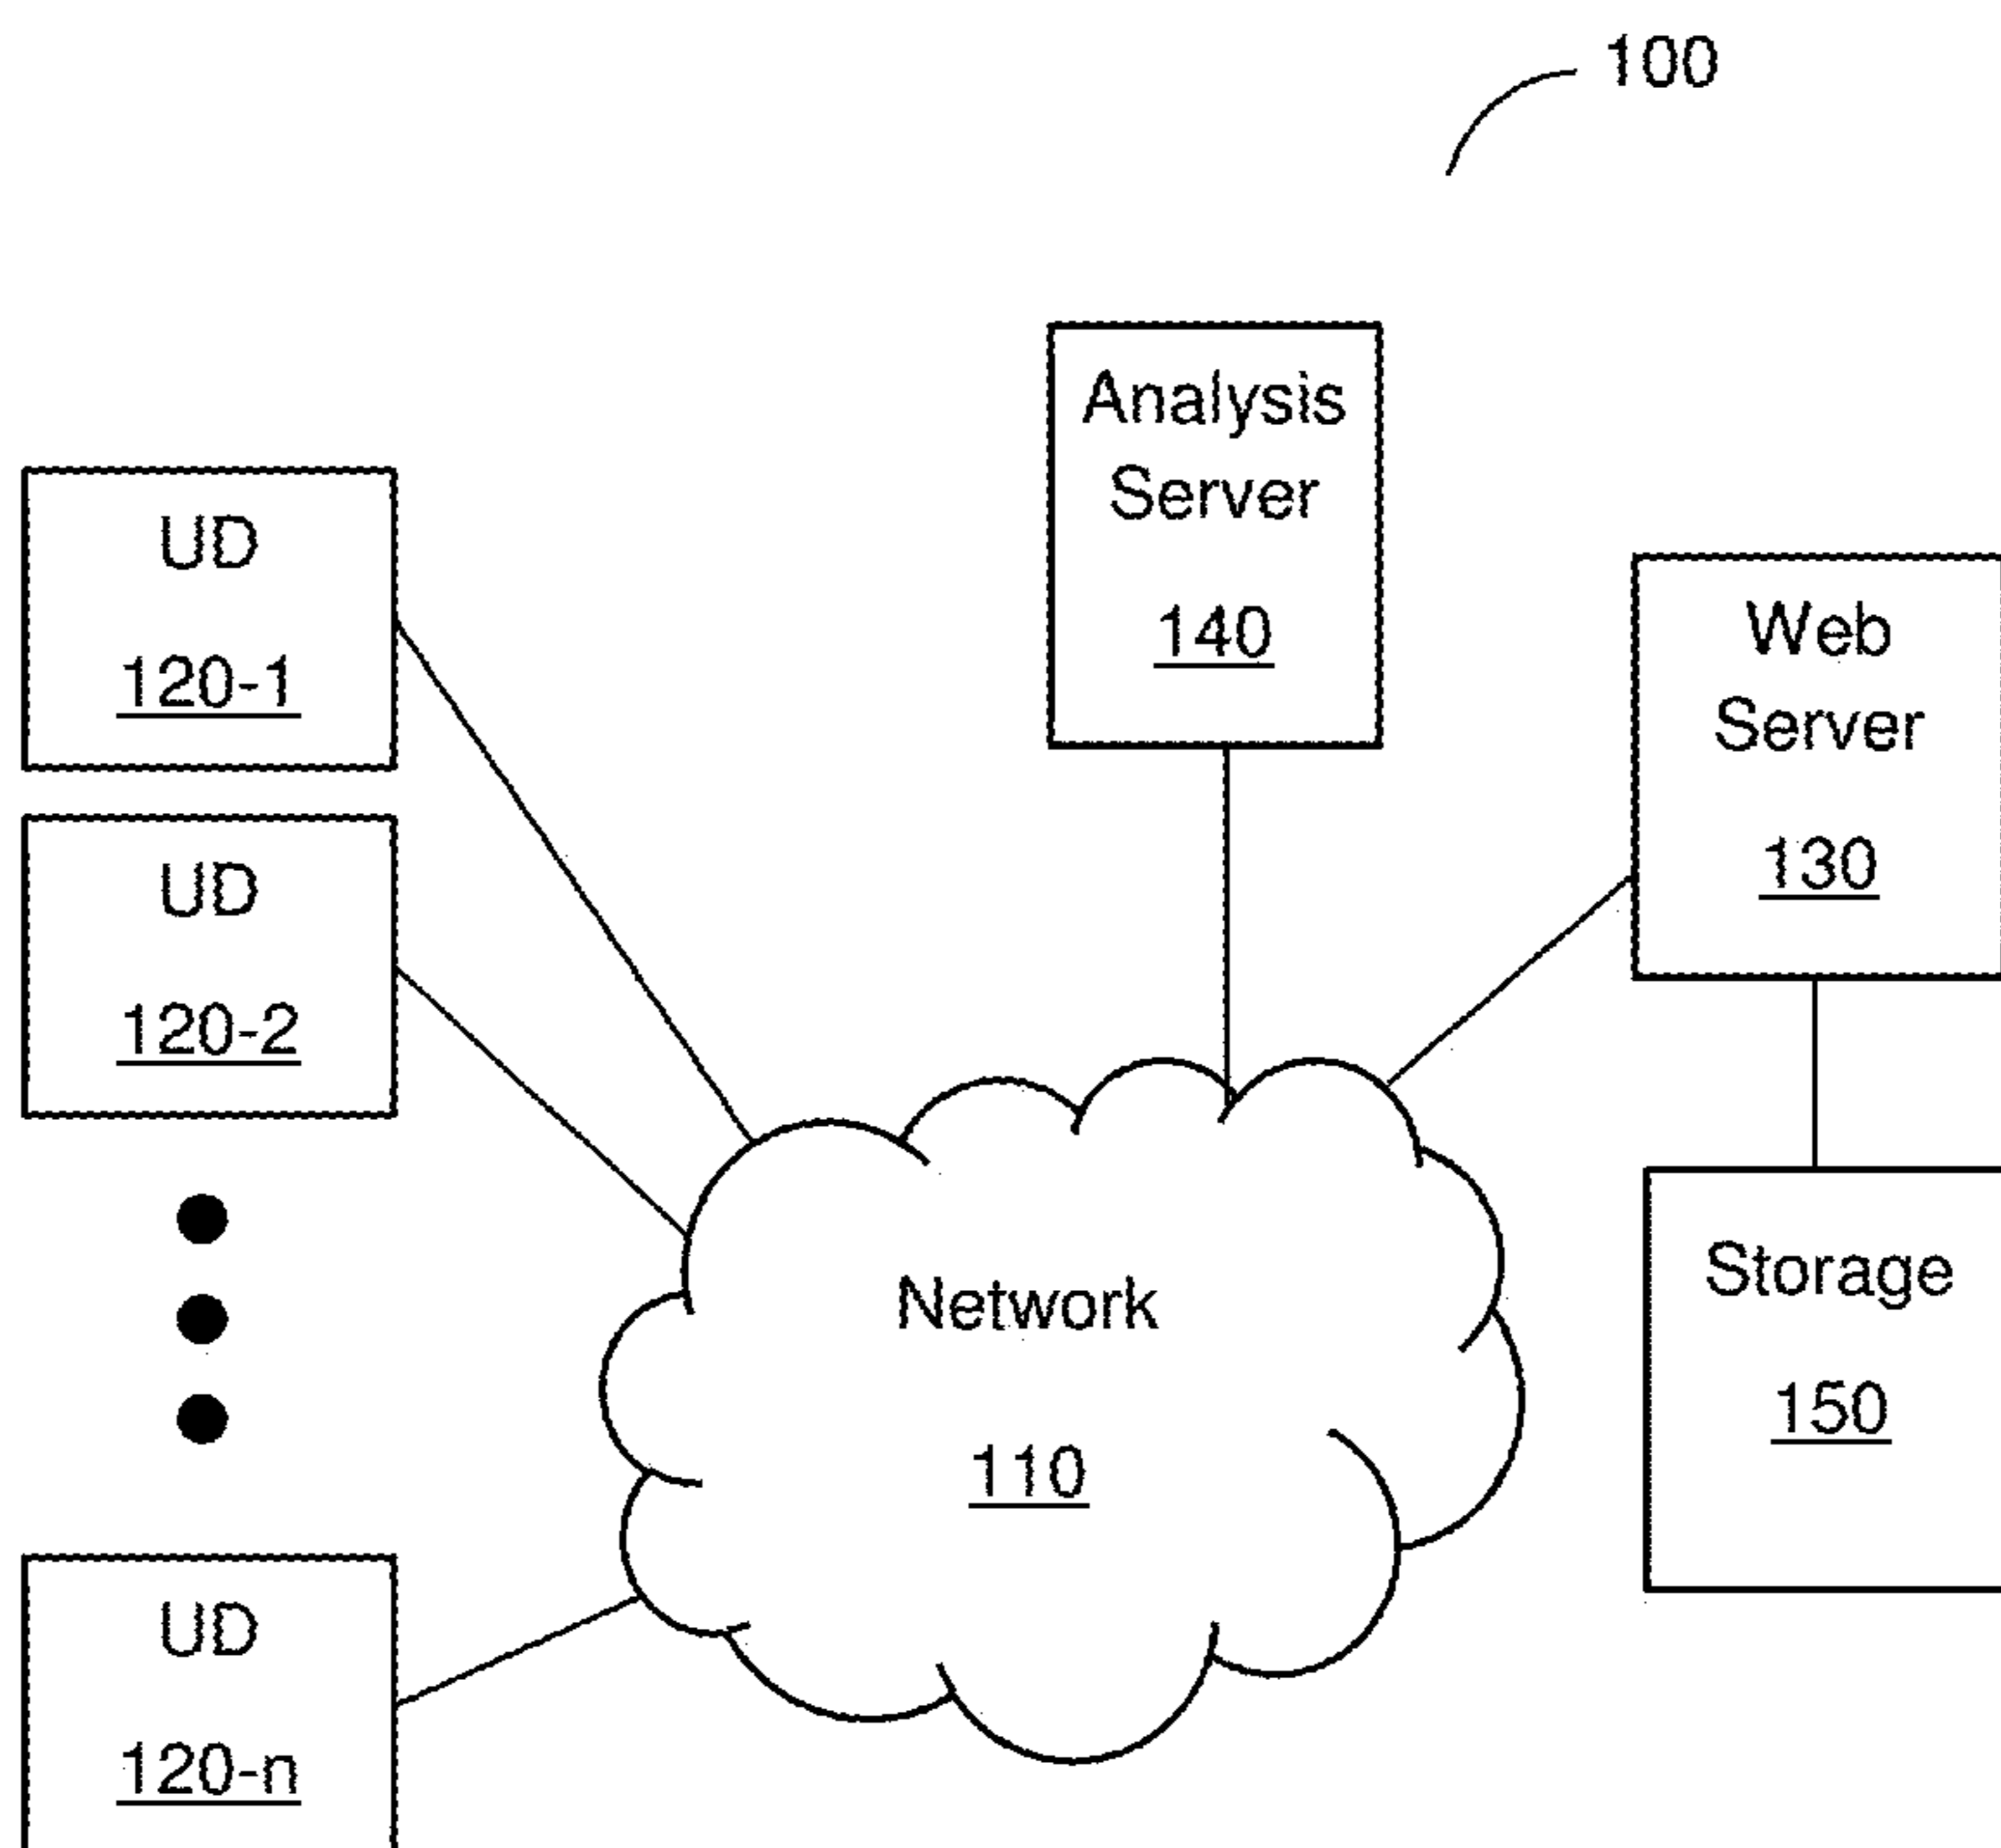 100
Analysis
Server
140
UD
120-1
Web
Server
130
UD
120-2
Network
110
Storage
150
UD
120-n